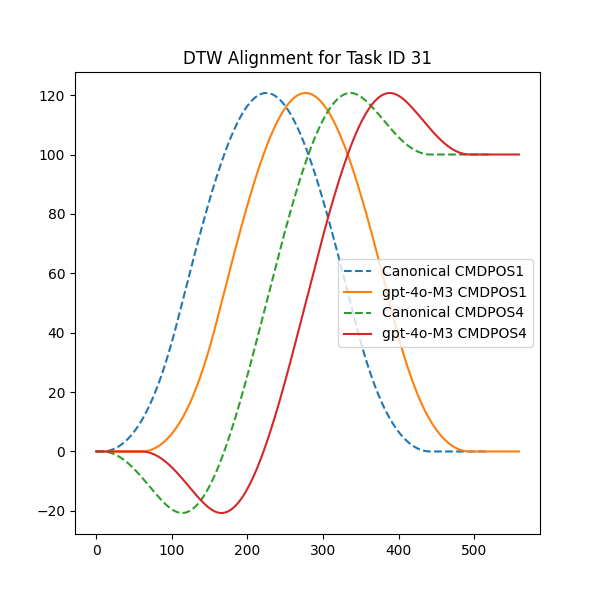 DTW Alignment for Task ID 31
120
100
80
60
40
20
0
−20
Canonical CMDPOS1
gpt-4o-M3 CMDPOS1
Canonical CMDPOS4
gpt-4o-M3 CMDPOS4
0 100 200 300 400 500